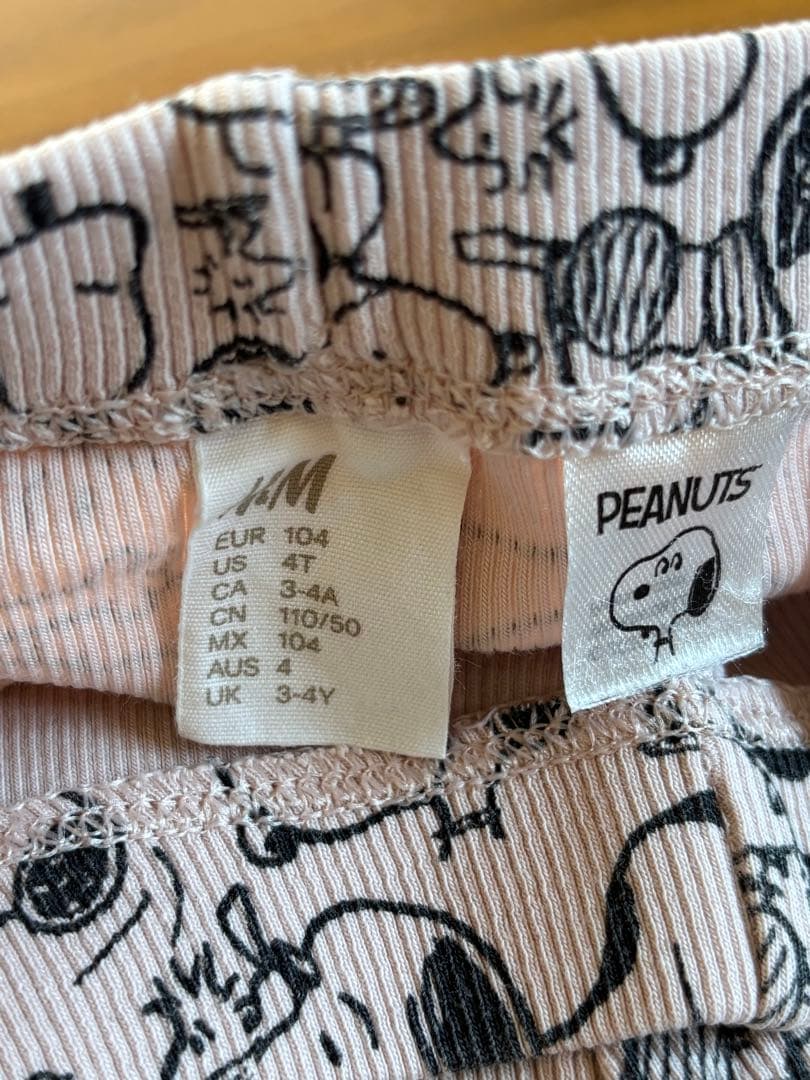 H&M
EUR 104
US 4T
CA 3-4A
CN 110/50
MX 104
AUS 4
UK 3-4Y
PEANUTS